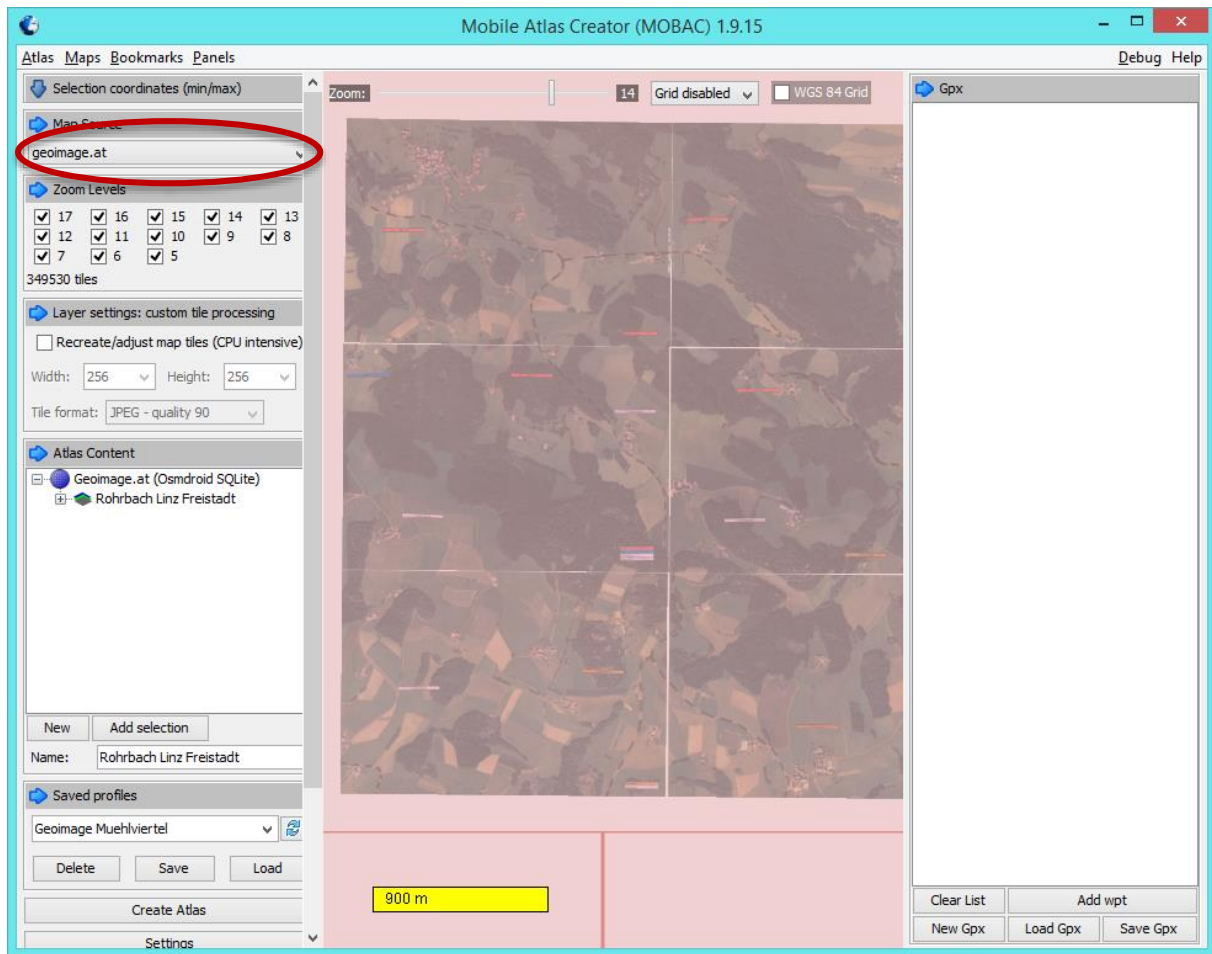 Mobile Atlas Creator (MOBAC) 1.9.15
Atlas Maps Bookmarks Panels Debug Help
Selection coordinates (min/max)
Map Source
geoimage.at
Zoom Levels
17 16 15 14 13
12 11 10 9 8
7 6 5
349530 tiles
Layer settings: custom tile processing
Recreate/adjust map tiles (CPU intensive)
Width: 256 Height: 256
Tile format: JPEG - quality 90
Atlas Content
Geoimage.at (Osmdroid SQLite)
Rohrbach Linz Freistadt
New Add selection
Name: Rohrbach Linz Freistadt
Saved profiles
Geoimage Muehlviertel
Delete Save Load
Create Atlas
Settings
Zoom: 14 Grid disabled WGS 84 Grid
900 m
Gpx
Clear List Add wpt
New Gpx Load Gpx Save Gpx